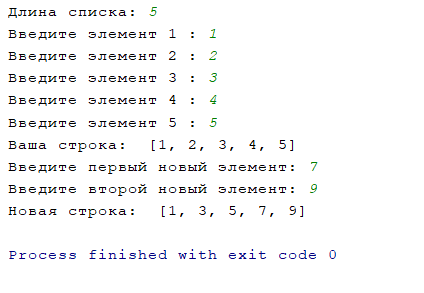 Длина списка: 5
Введите элемент 1 : 1
Введите элемент 2 : 2
Введите элемент 3 : 3
Введите элемент 4 : 4
Введите элемент 5 : 5
Ваша строка:  [1, 2, 3, 4, 5]
Введите первый новый элемент: 7
Введите второй новый элемент: 9
Новая строка:  [1, 3, 5, 7, 9]
Process finished with exit code 0